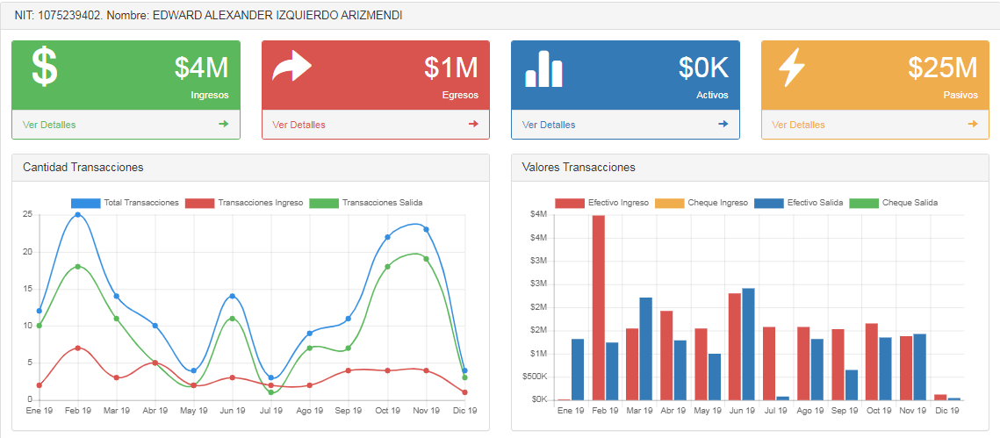 NIT: 1075239402. Nombre: EDWARD ALEXANDER IZQUIERDO ARIZMENDI
$4M
Ingresos
Ver Detalles
$1M
Egresos
Ver Detalles
$0K
Activos
Ver Detalles
$25M
Pasivos
Ver Detalles
Cantidad Transacciones
Total Transacciones Transacciones Ingreso Transacciones Salida
25
20
15
10
5
0
Ene 19 Feb 19 Mar 19 Abr 19 May 19 Jun 19 Jul 19 Ago 19 Sep 19 Oct 19 Nov 19 Dic 19
Valores Transacciones
Efectivo Ingreso Cheque Ingreso Efectivo Salida Cheque Salida
$4M
$4M
$3M
$3M
$2M
$2M
$1M
$500K
$0K
Ene 19 Feb 19 Mar 19 Abr 19 May 19 Jun 19 Jul 19 Ago 19 Sep 19 Oct 19 Nov 19 Dic 19